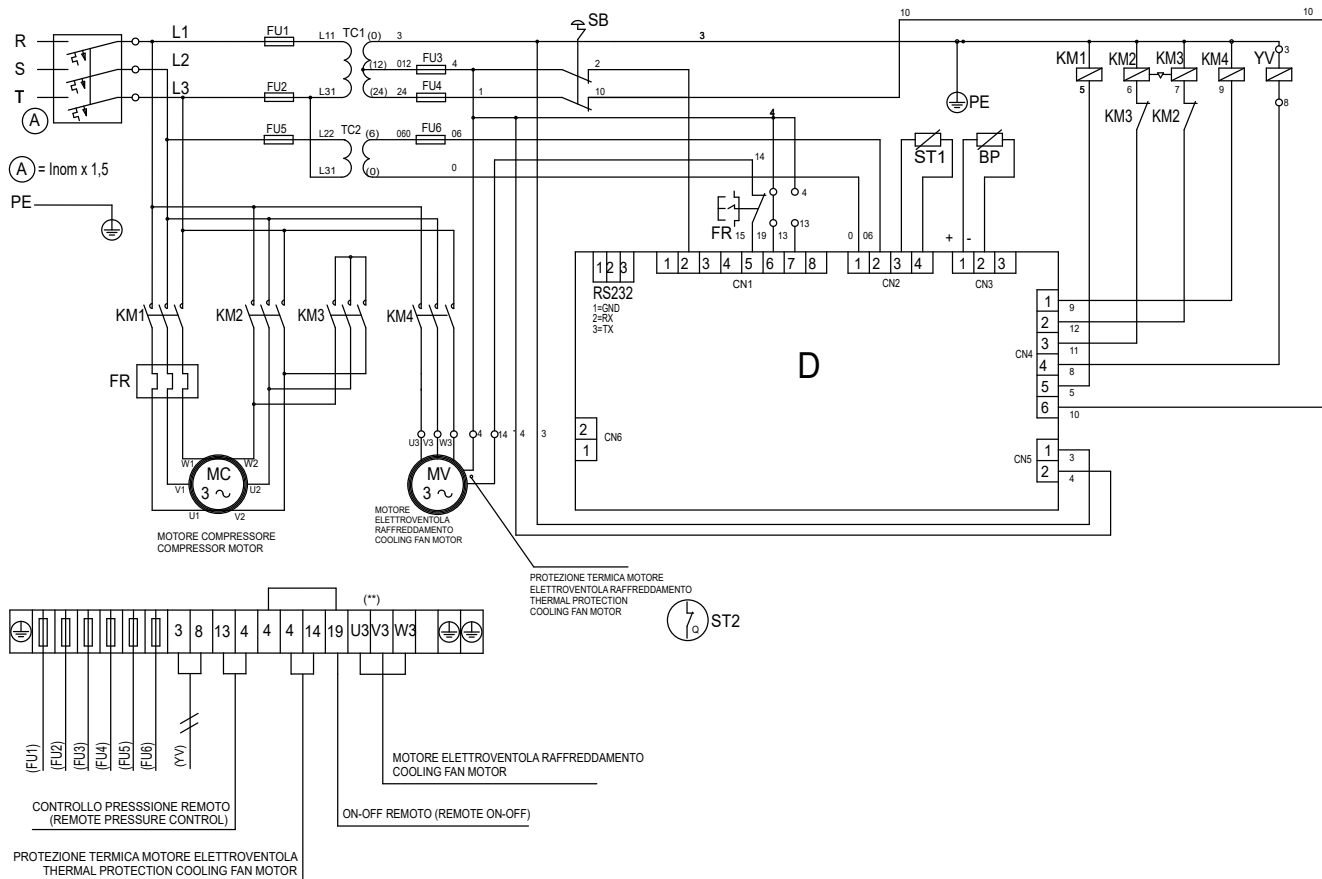 10 10
SB
R L1 FU1 L11 TC1 (0) 3 3
S L2 (12) 012 FU3 4 2
T L3 FU2 L31 (24) 24 FU4 1 10
A
A = Inom x 1,5
PE
KM1 KM2 KM3 KM4 YV 3
5 6 7 9 8
KM3 KM2
PE
FU5 L22 TC2 (6) 060 FU6 06
L31 (0) 0
14
4
4
13
FR 15 19 13
ST1 BP
0 06 + -
1 2 3
RS232
1=GND
2=RX
3=TX
1 2 3 4 5 6 7 8
CN1
1 2 3 4
CN2
1 2 3
CN3
D
CN4
1 9
2 12
3 11
4 8
5 5
6 10
CN5
1 3
2 4
2
1
CN6
KM1 KM2 KM3 KM4
FR
U3 V3 W3 4 14 4 3
W1 W2
MC
3
V1 U2
U1 V2
MV
3
MOTORE COMPRESSORE
COMPRESSOR MOTOR
MOTORE
ELETTROVENTOLA
RAFFREDDAMENTO
COOLING FAN MOTOR
PROTEZIONE TERMICA MOTORE
ELETTROVENTOLA RAFFREDDAMENTO
THERMAL PROTECTION
COOLING FAN MOTOR
Q ST2
(**)
3 8 13 4 4 4 14 19 U3 V3 W3
(FU1) (FU2) (FU3) (FU4) (FU5) (FU6) (YV)
MOTORE ELETTROVENTOLA RAFFREDDAMENTO
COOLING FAN MOTOR
CONTROLLO PRESSSIONE REMOTO
(REMOTE PRESSURE CONTROL)
ON-OFF REMOTO (REMOTE ON-OFF)
PROTEZIONE TERMICA MOTORE ELETTROVENTOLA
THERMAL PROTECTION COOLING FAN MOTOR